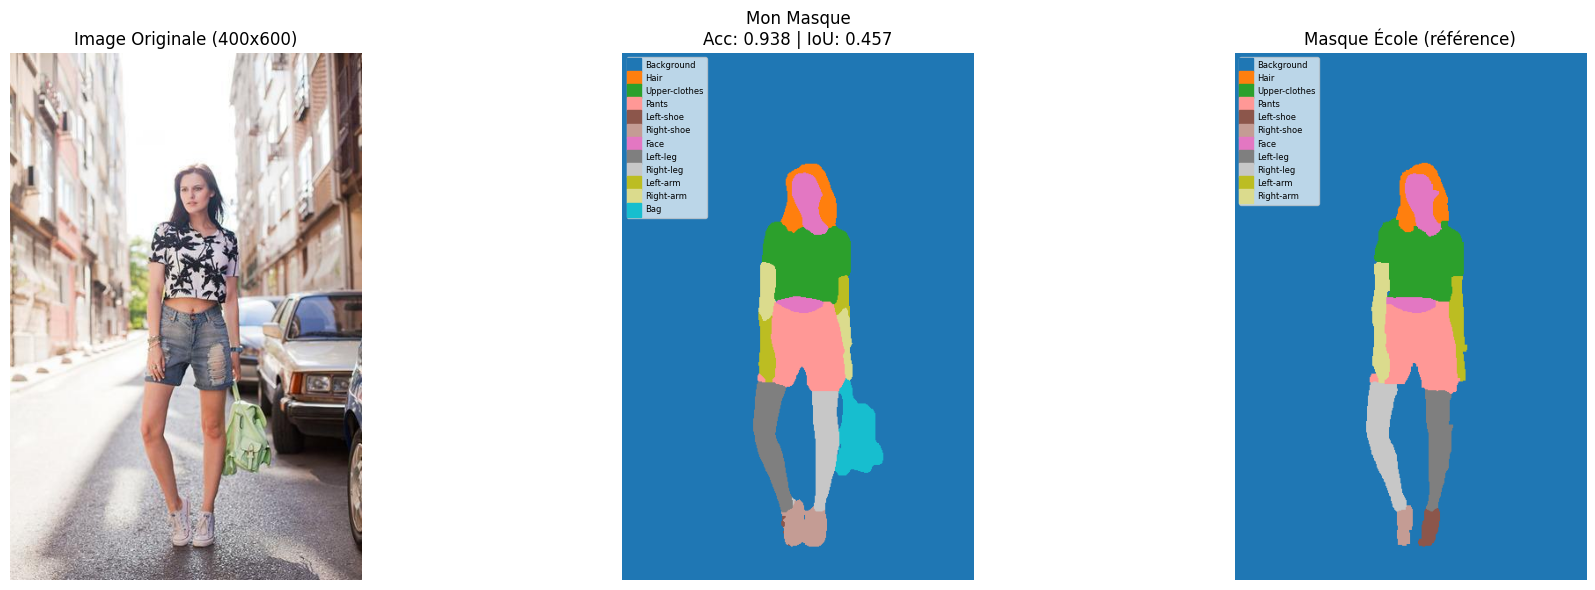 Image Originale (400x600)
Mon Masque
Acc: 0.938 | IoU: 0.457
Masque École (référence)
Background
Hair
Upper-clothes
Pants
Left-shoe
Right-shoe
Face
Left-leg
Right-leg
Left-arm
Right-arm
Bag
Background
Hair
Upper-clothes
Pants
Left-shoe
Right-shoe
Face
Left-leg
Right-leg
Left-arm
Right-arm